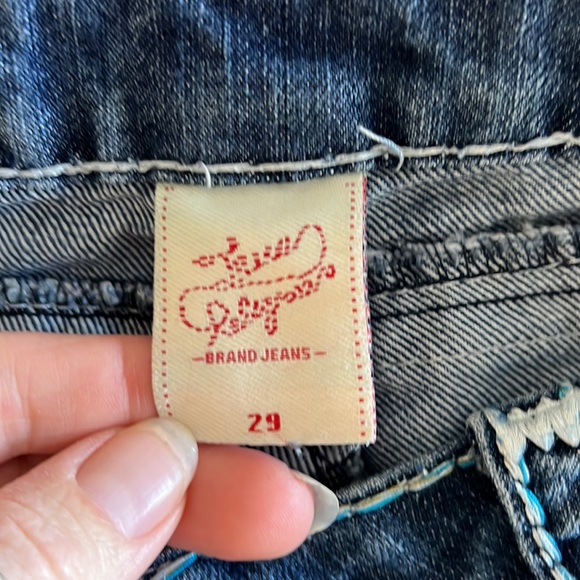 True
Religion
BRAND JEANS
29